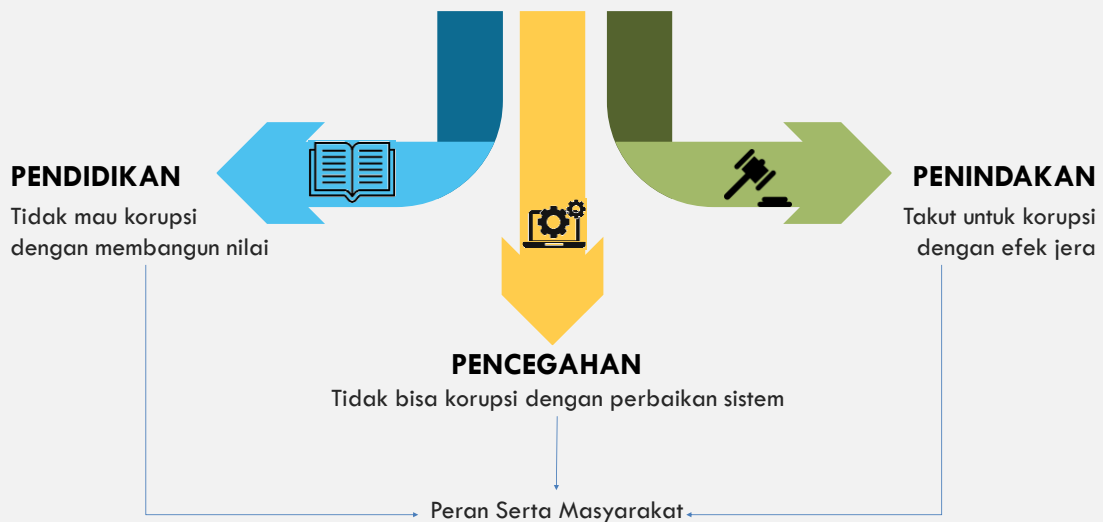 PENDIDIKAN
Tidak mau korupsi
dengan membangun nilai
PENCEGAHAN
Tidak bisa korupsi dengan perbaikan sistem
PENINDAKAN
Takut untuk korupsi
dengan efek jera
Peran Serta Masyarakat